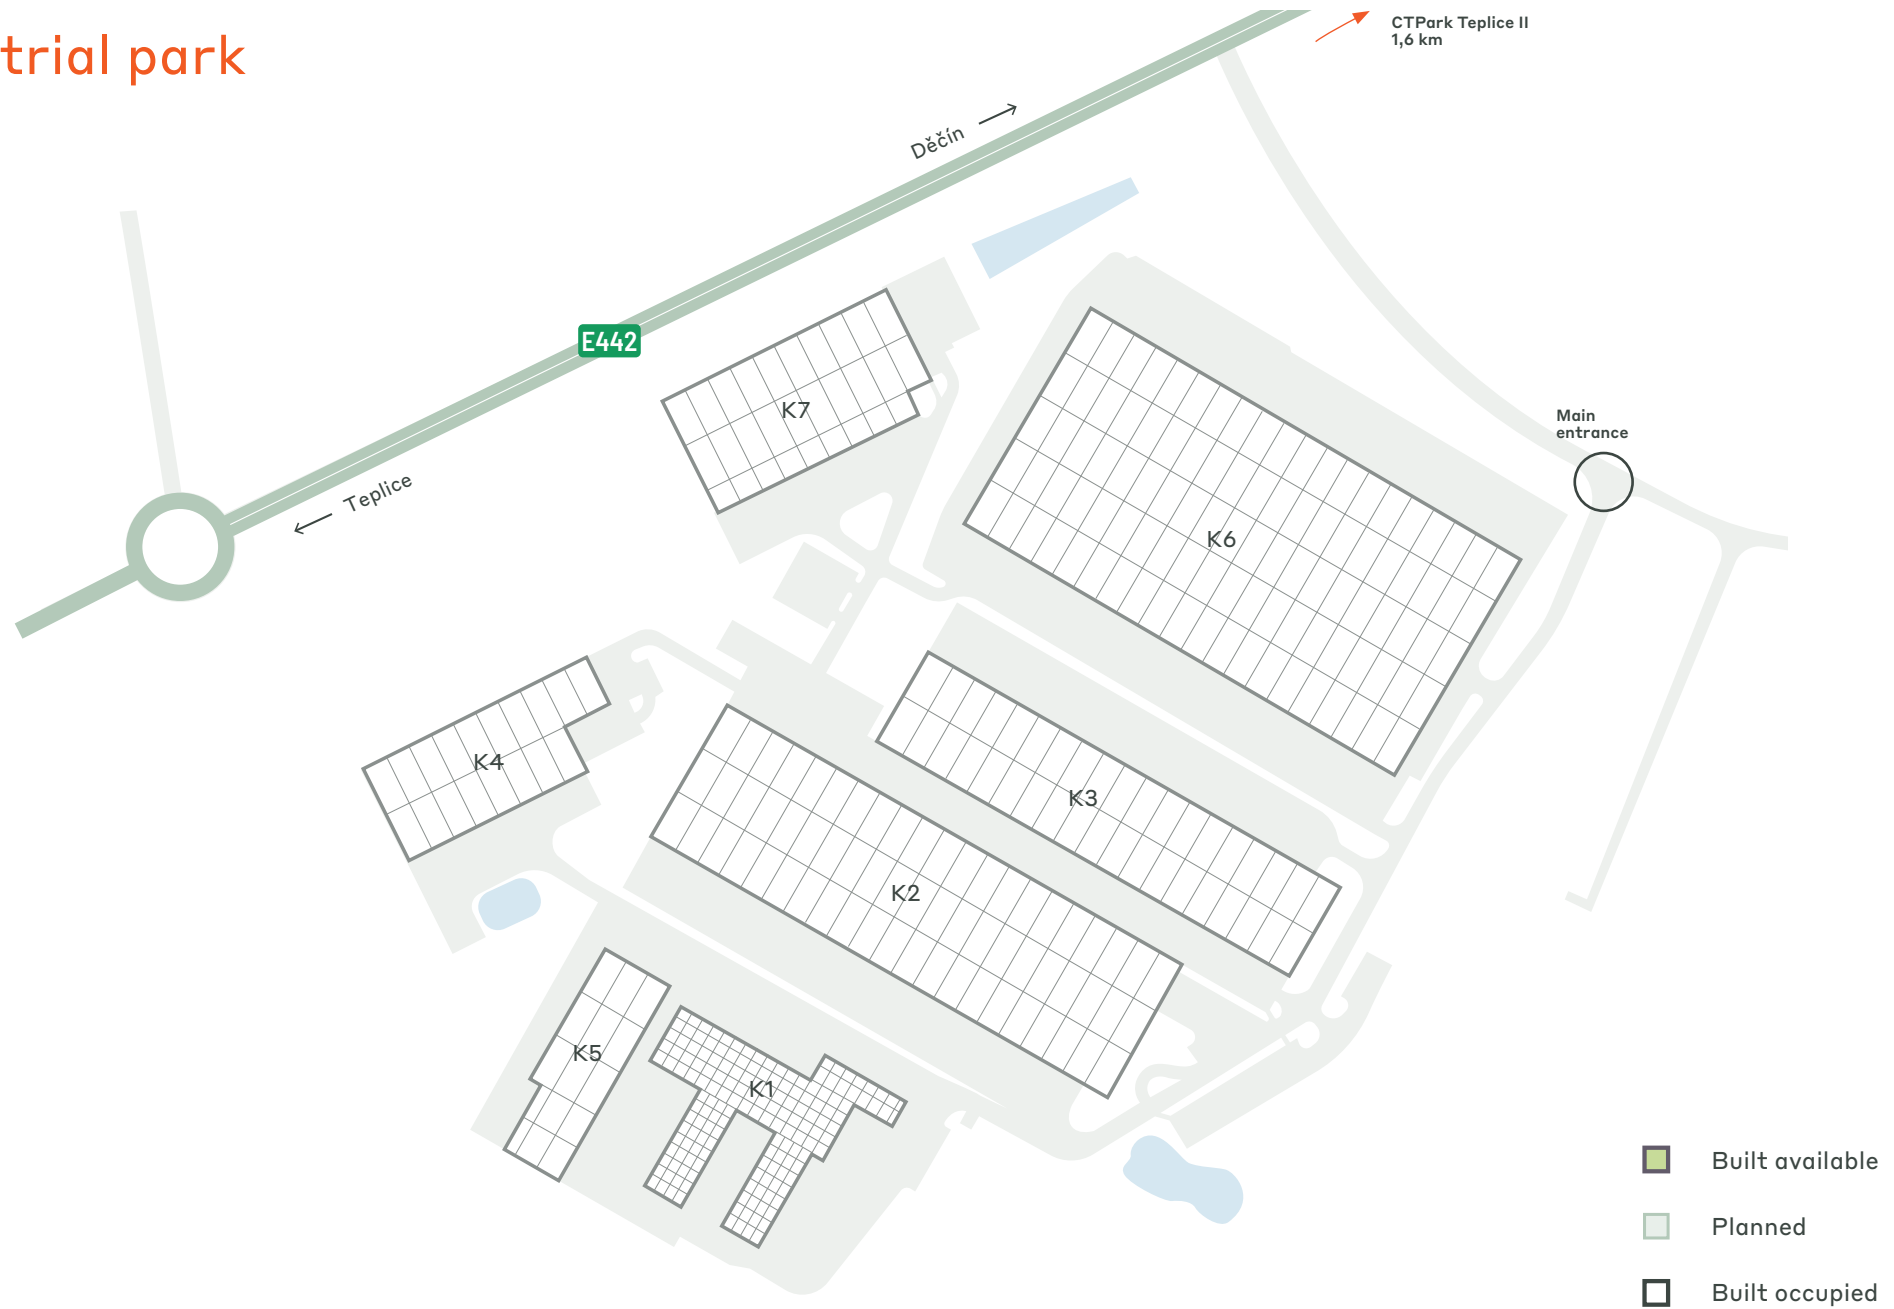 trial park
CTPark Teplice II
1,6 km
Děčín
E442
Teplice
Main
entrance
K7
K6
K4
K3
K2
K5
K1
Built available
Planned
Built occupied